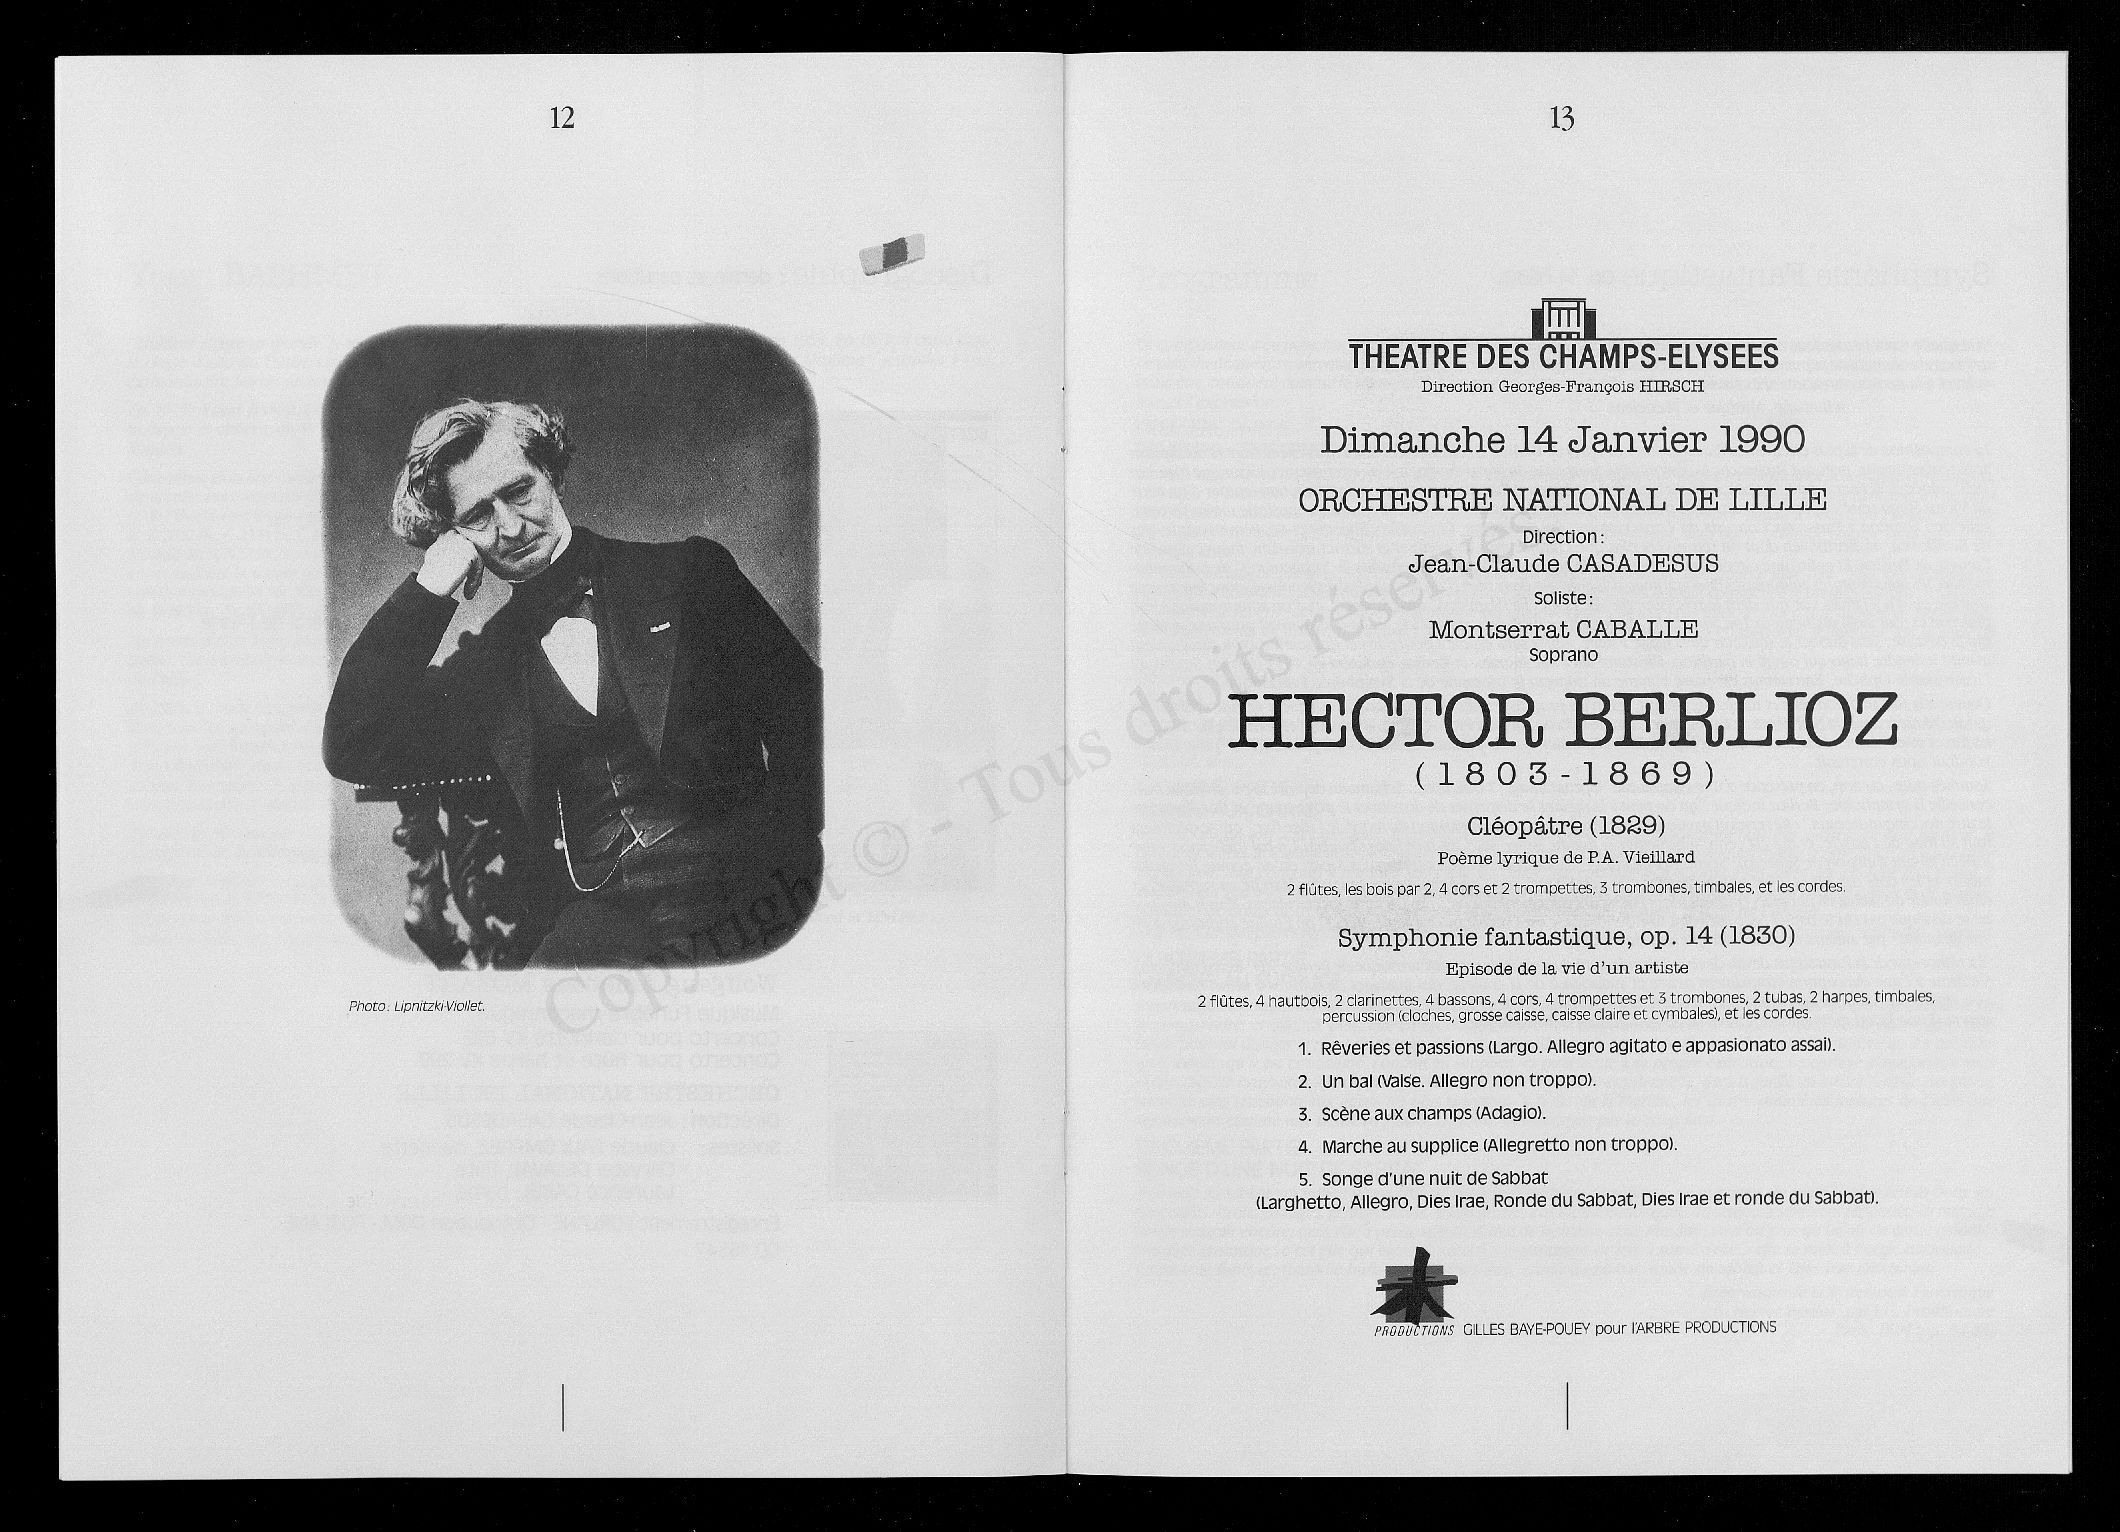 12
Photo: Lipnitzki-Viollet.
13
THEATRE DES CHAMPS-ELYSEES
Direction Georges-François HIRSCH
Dimanche 14 Janvier 1990
ORCHESTRE NATIONAL DE LILLE
Direction:
Jean-Claude CASADESUS
Soliste:
Montserrat CABALLE
Soprano
HECTOR BERLIOZ
(1803-1869)
Cléopâtre (1829)
Poème lyrique de P.A. Vieillard
2 flûtes, les bois par 2, 4 cors et 2 trompettes, 3 trombones, timbales, et les cordes.
Symphonie fantastique, op. 14 (1830)
Episode de la vie d'un artiste
2 flûtes, 4 hautbois, 2 clarinettes, 4 bassons, 4 cors, 4 trompettes et 3 trombones, 2 tubas, 2 harpes, timbales,
percussion (cloches, grosse caisse, caisse claire et cymbales), et les cordes.
1. Rêveries et passions (Largo. Allegro agitato e appasionato assai).
2. Un bal (Valse. Allegro non troppo).
3. Scène aux champs (Adagio).
4. Marche au supplice (Allegretto non troppo).
5. Songe d'une nuit de Sabbat
(Larghetto, Allegro, Dies Irae, Ronde du Sabbat, Dies Irae et ronde du Sabbat).
PRODUCTIONS GILLES BAYE-POUEY pour l'ARBRE PRODUCTIONS
Copyright © - Tous droits réservés -